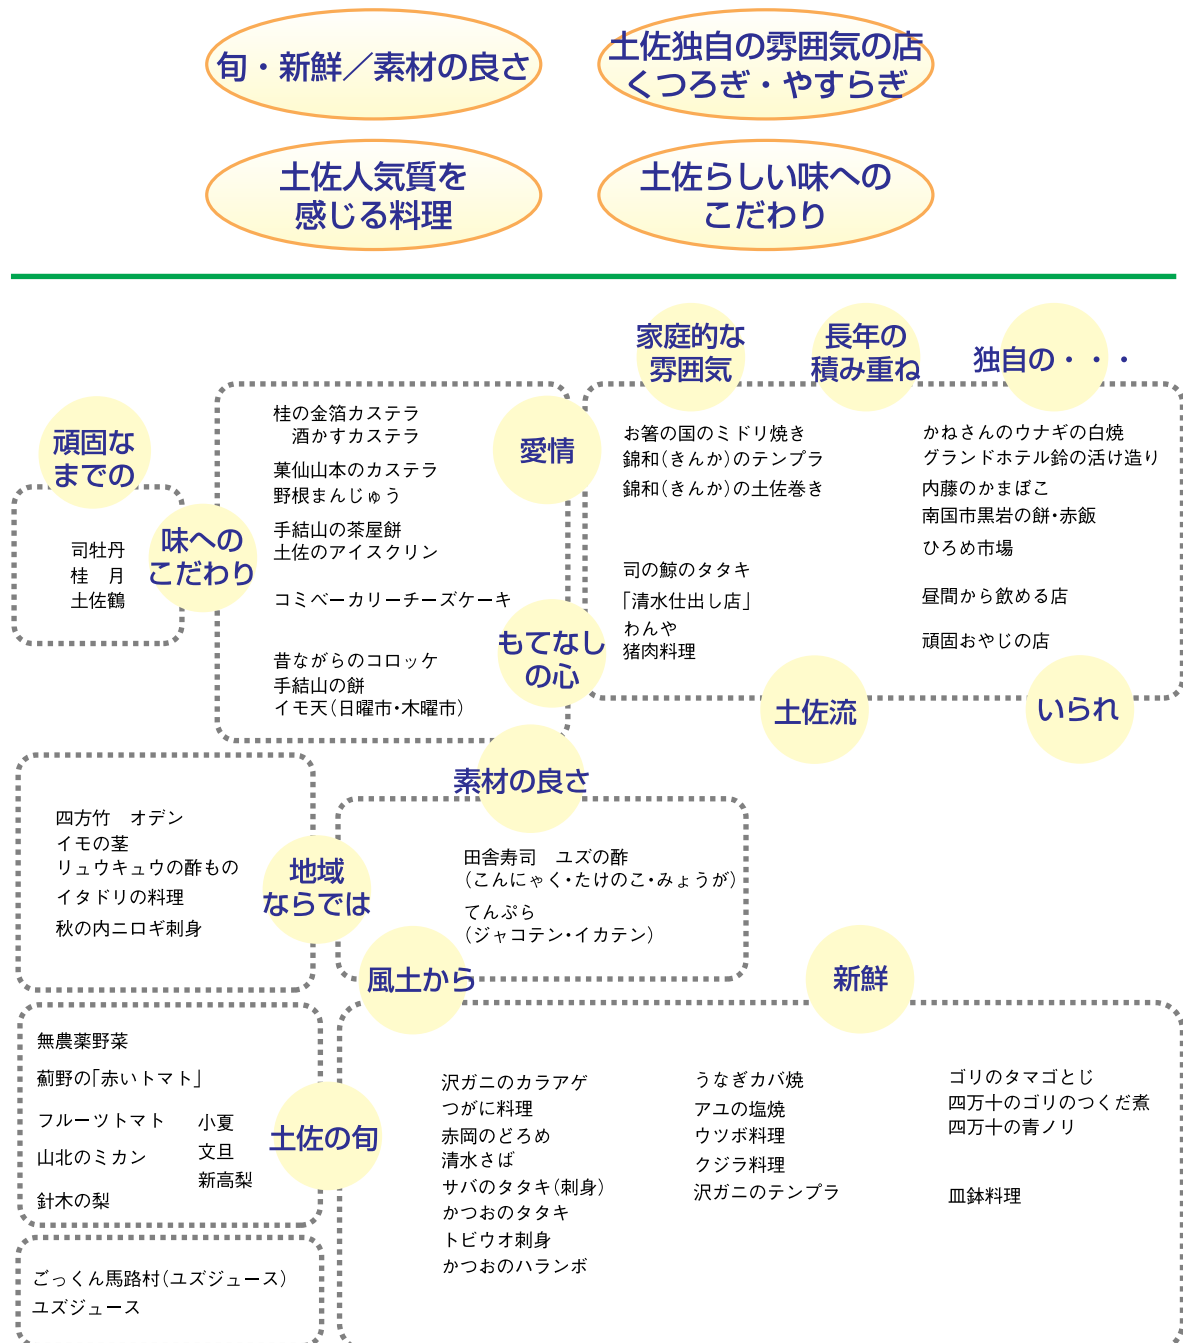 旬・新鮮／素材の良さ
土佐独自の雰囲気の店
くつろぎ・やすらぎ
土佐人気質を
感じる料理
土佐らしい味への
こだわり
家庭的な
雰囲気
長年の
積み重ね
独自の・・・
頑固な
までの
司牡丹
桂　月
土佐鶴
味への
こだわり
桂の金箔カステラ
酒かすカステラ
菓仙山本のカステラ
野根まんじゅう
手結山の茶屋餅
土佐のアイスクリン
コミベーカリーチーズケーキ
昔ながらのコロッケ
手結山の餅
イモ天（日曜市・木曜市）
愛情
もてなし
の心
お箸の国のミドリ焼き
錦和（きんか）のテンプラ
錦和（きんか）の土佐巻き
司の鯨のタタキ
「清水仕出し店」
わんや
猪肉料理
かねさんのウナギの白焼
グランドホテル鈴の活け造り
内藤のかまぼこ
南国市黒岩の餅・赤飯
ひろめ市場
昼間から飲める店
頑固おやじの店
土佐流
いられ
素材の良さ
四方竹　オデン
イモの茎
リュウキュウの酢もの
イタドリの料理
秋の内ニロギ刺身
地域
ならでは
田舎寿司　ユズの酢
（こんにゃく・たけのこ・みょうが）
てんぷら
（ジャコテン・イカテン）
風土から
新鮮
無農薬野菜
薊野の「赤いトマト」
フルーツトマト
山北のミカン
針木の梨
小夏
文旦
新高梨
土佐の旬
沢ガニのカラアゲ
つがに料理
赤岡のどろめ
清水さば
サバのタタキ（刺身）
かつおのタタキ
トビウオ刺身
かつおのハランボ
うなぎカバ焼
アユの塩焼
ウツボ料理
クジラ料理
沢ガニのテンプラ
ゴリのタマゴとじ
四万十のゴリのつくだ煮
四万十の青ノリ
皿鉢料理
ごっくん馬路村（ユズジュース）
ユズジュース